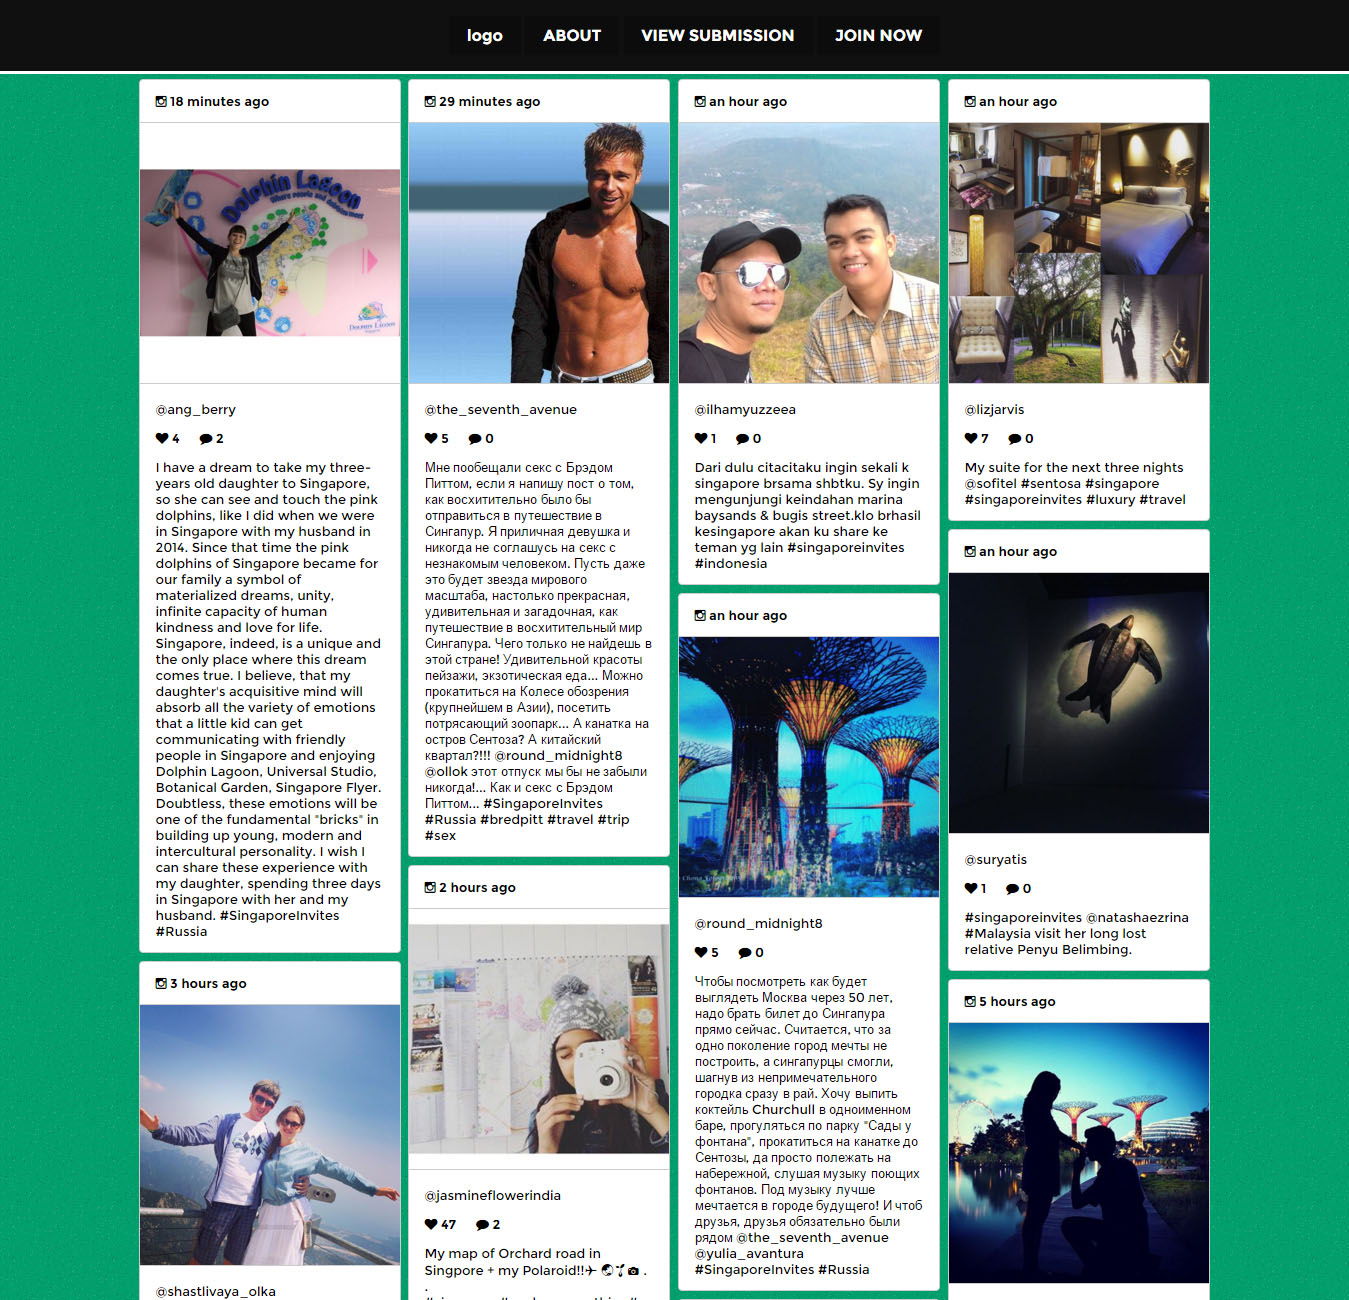 logo ABOUT VIEW SUBMISSION JOIN NOW
18 minutes ago
Dolphin Lagoon
DOLPHIN LAGOON
@ang_berry
4 2
I have a dream to take my three-
years old daughter to Singapore,
so she can see and touch the pink
dolphins, like I did when we were
in Singapore with my husband in
2014. Since that time the pink
dolphins of Singapore became for
our family a symbol of
materialized dreams, unity,
infinite capacity of human
kindness and love for life.
Singapore, indeed, is a unique and
the only place where this dream
comes true. I believe, that my
daughter's acquisitive mind will
absorb all the variety of emotions
that a little kid can get
communicating with friendly
people in Singapore and enjoying
Dolphin Lagoon, Universal Studio,
Botanical Garden, Singapore Flyer.
Doubtless, these emotions will be
one of the fundamental "bricks" in
building up young, modern and
intercultural personality. I wish I
can share these experience with
my daughter, spending three days
in Singapore with her and my
husband. #SingaporeInvites
#Russia
3 hours ago
@shastlivaya_olka
29 minutes ago
@the_seventh_avenue
5 0
Мне пообещали секс с Брэдом
Питтом, если я напишу пост о том,
как восхитительно было бы
отправиться в путешествие в
Сингапур. Я приличная девушка и
никогда не соглашусь на секс с
незнакомым человеком. Пусть даже
это будет звезда мирового
масштаба, настолько прекрасная,
удивительная и загадочная, как
путешествие в восхитительный мир
Сингапура. Чего только не найдешь в
этой стране! Удивительной красоты
пейзажи, экзотическая еда... Можно
прокатиться на Колесе обозрения
(крупнейшем в Азии), посетить
потрясающий зоопарк... А канатка на
остров Сентоза? А китайский
квартал?!!! @round_midnight8
@ollok этот отпуск мы бы не забыли
никогда!... Как и секс с Брэдом
Питтом... #SingaporeInvites
#Russia #bredpitt #travel #trip
#sex
2 hours ago
@jasmineflowerindia
47 2
My map of Orchard road in
Singpore + my Polaroid!!✈ 🌏🌱📷 .
.
an hour ago
@ilhamyuzzeea
1 0
Dari dulu citacitaku ingin sekali k
singapore brsama shbtku. Sy ingin
mengunjungi keindahan marina
baysands & bugis street.klo brhasil
kesingapore akan ku share ke
teman yg lain #singaporeinvites
#indonesia
an hour ago
@round_midnight8
5 0
Чтобы посмотреть как будет
выглядеть Москва через 50 лет,
надо брать билет до Сингапура
прямо сейчас. Считается, что за
одно поколение город мечты не
построить, а сингапурцы смогли,
шагнув из непримечательного
городка сразу в рай. Хочу выпить
коктейль Churchull в одноименном
баре, прогуляться по парку "Сады у
фонтана", прокатиться на канатке до
Сентозы, да просто полежать на
набережной, слушая музыку поющих
фонтанов. Под музыку лучше
мечтается в городе будущего! И чтоб
друзья, друзья обязательно были
рядом @the_seventh_avenue
@yulia_avantura
#SingaporeInvites #Russia
an hour ago
@lizjarvis
7 0
My suite for the next three nights
@sofitel #sentosa #singapore
#singaporeinvites #luxury #travel
an hour ago
@suryatis
1 0
#singaporeinvites @natashaezrina
#Malaysia visit her long lost
relative Penyu Belimbing.
5 hours ago